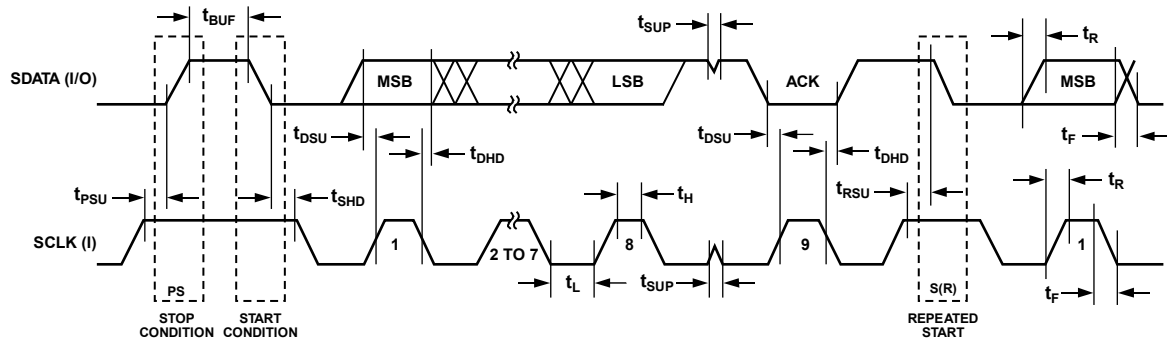 tBUF
tSUP
tR
SDATA (I/O)
MSB
LSB
ACK
MSB
tDSU
tDHD
tDSU
tDHD
tF
tPSU
tSHD
tH
tRSU
tR
SCLK (I)
1
2 TO 7
8
9
1
tL
tSUP
tF
PS
S(R)
STOP CONDITION
START CONDITION
REPEATED START